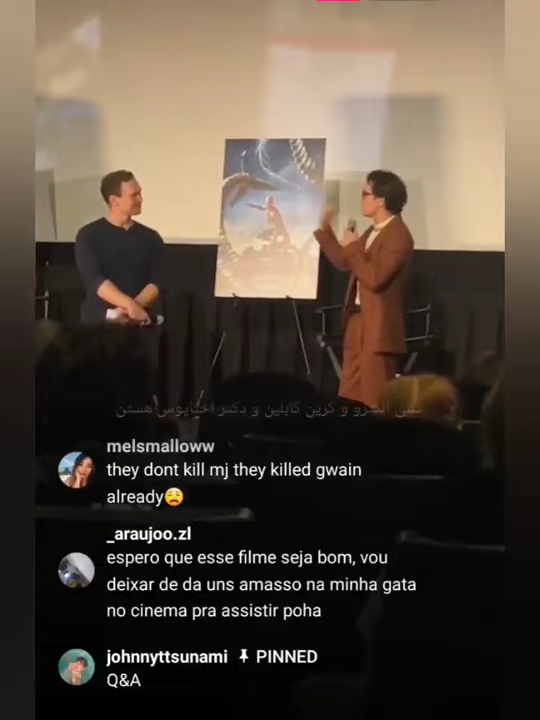 melsmalloww
they dont kill mj they killed gwain
already😩
_araujoo.zl
espero que esse filme seja bom, vou
deixar de da uns amasso na minha gata
no cinema pra assistir poha
johnnyttsunami PINNED
Q&A